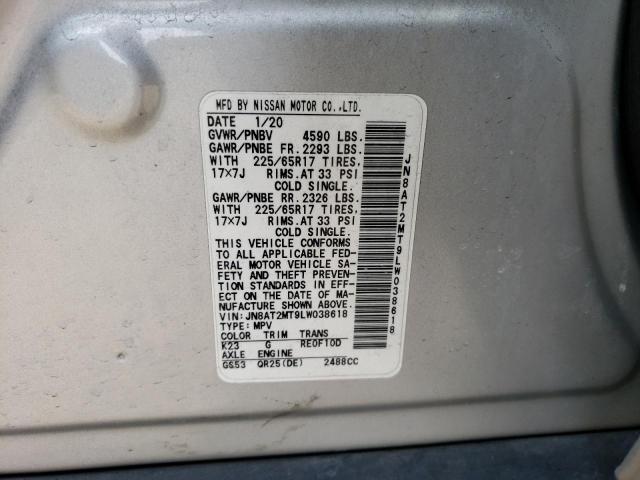 MFD BY NISSAN MOTOR CO.,LTD.
DATE 1/20
GVWR/PNBV 4590 LBS.
GAWR/PNBE FR. 2293 LBS.
WITH 225/65R17 TIRES,
17×7J RIMS.AT 33 PSI
COLD SINGLE.
GAWR/PNBE RR. 2326 LBS.
WITH 225/65R17 TIRES,
17×7J RIMS.AT 33 PSI
COLD SINGLE.
THIS VEHICLE CONFORMS
TO ALL APPLICABLE FED-
ERAL MOTOR VEHICLE SA-
FETY AND THEFT PREVEN-
TION STANDARDS IN EFF-
ECT ON THE DATE OF MA-
NUFACTURE SHOWN ABOVE.
VIN: JN8AT2MT9LW038618
TYPE: MPV
COLOR TRIM TRANS
K23 G RE0F10D
AXLE ENGINE
GS53 QR25(DE) 2488CC
JN8AT2MT9LW038618